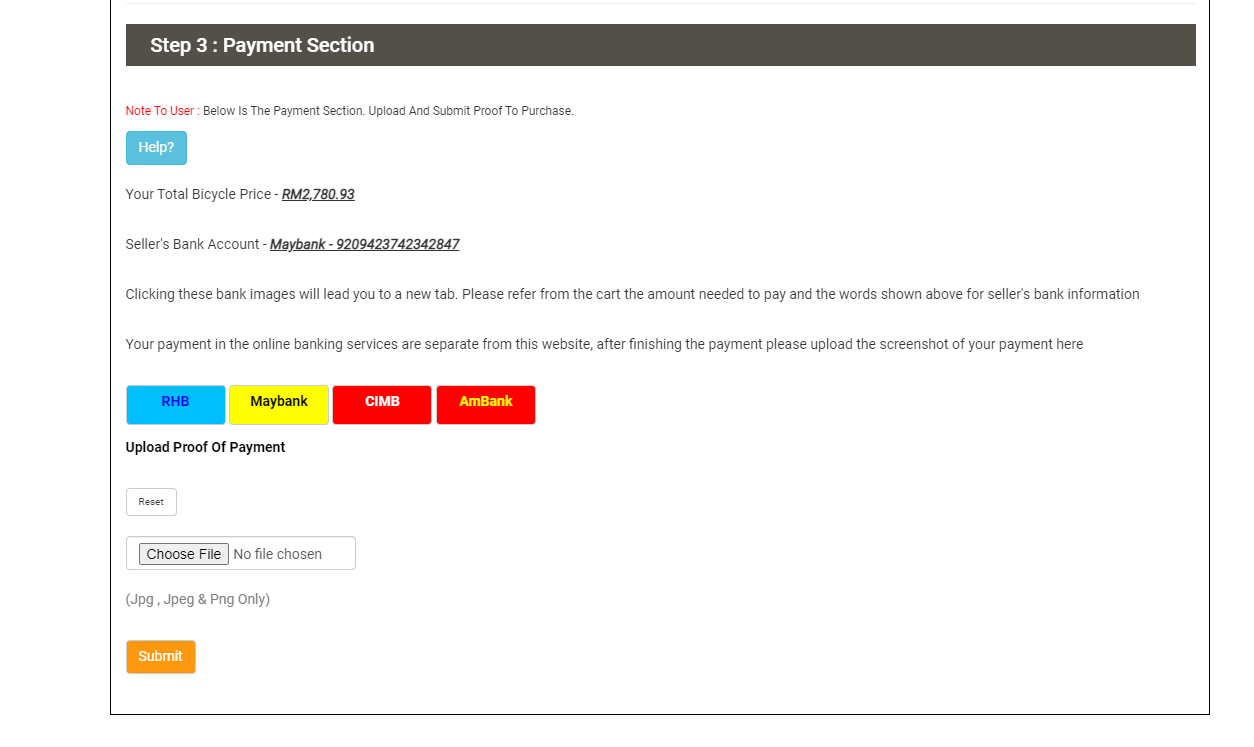 Step 3 : Payment Section
Note To User : Below Is The Payment Section. Upload And Submit Proof To Purchase.
Help?
Your Total Bicycle Price - RM2,780.93
Seller's Bank Account - Maybank - 9209423742342847
Clicking these bank images will lead you to a new tab. Please refer from the cart the amount needed to pay and the words shown above for seller's bank information
Your payment in the online banking services are separate from this website, after finishing the payment please upload the screenshot of your payment here
RHB Maybank CIMB AmBank
Upload Proof Of Payment
Reset
Choose File No file chosen
(Jpg , Jpeg & Png Only)
Submit